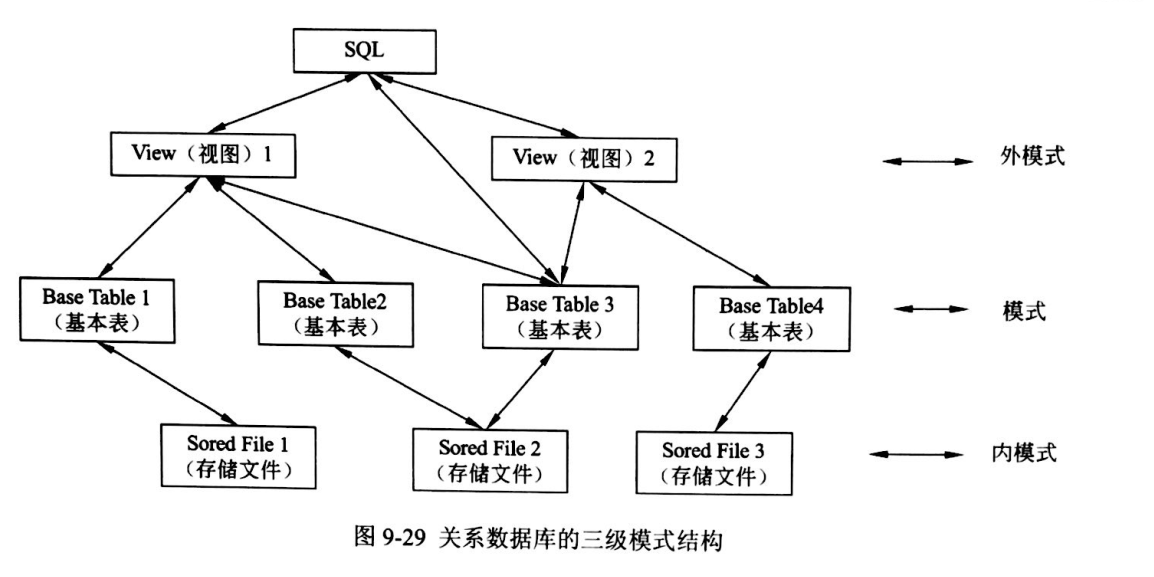 SQL
View（视图）1
View（视图）2
外模式
Base Table 1
（基本表）
Base Table2
（基本表）
Base Table 3
（基本表）
Base Table4
（基本表）
模式
Sored File 1
（存储文件）
Sored File 2
（存储文件）
Sored File 3
（存储文件）
内模式
图 9-29 关系数据库的三级模式结构